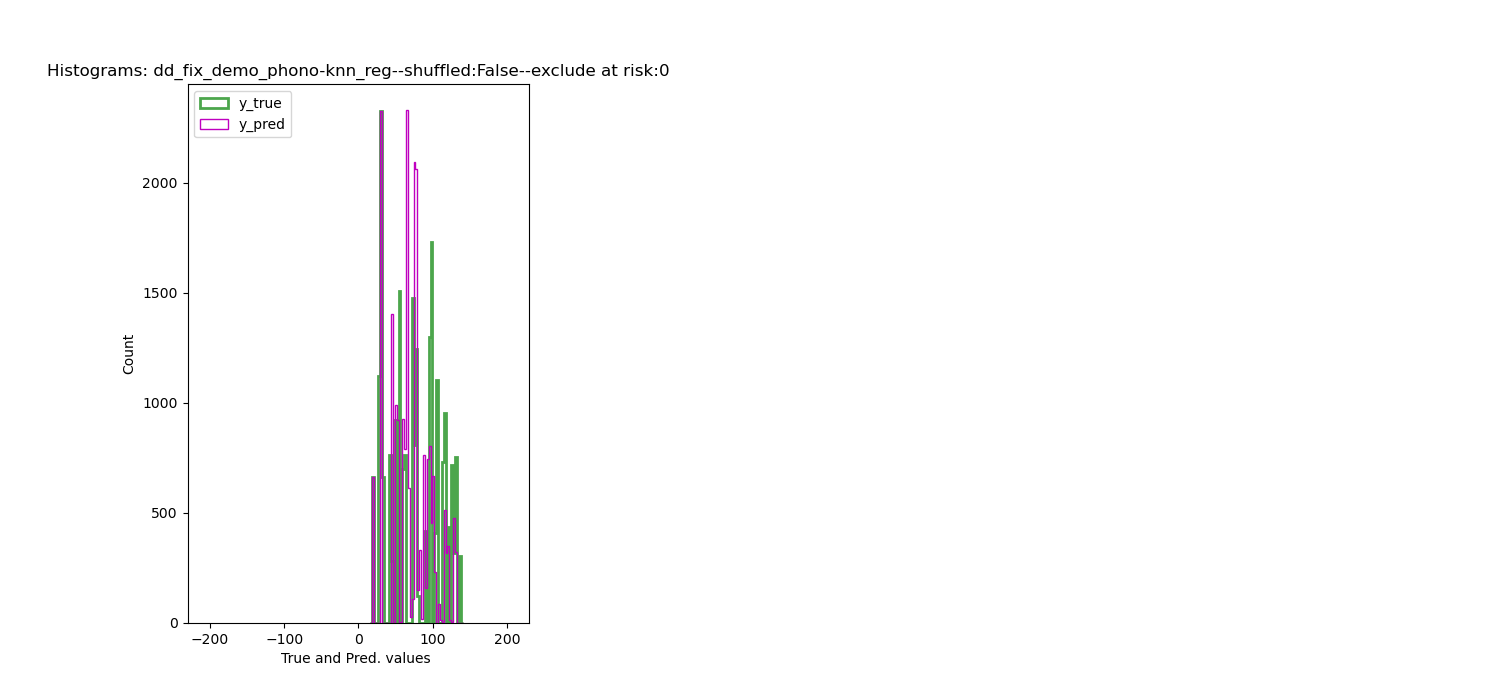 Histograms: dd_fix_demo_phono-knn_reg--shuffled:False--exclude at risk:0
y_true
y_pred
2000
1500
1000
500
0
Count
−200 −100 0 100 200
True and Pred. values